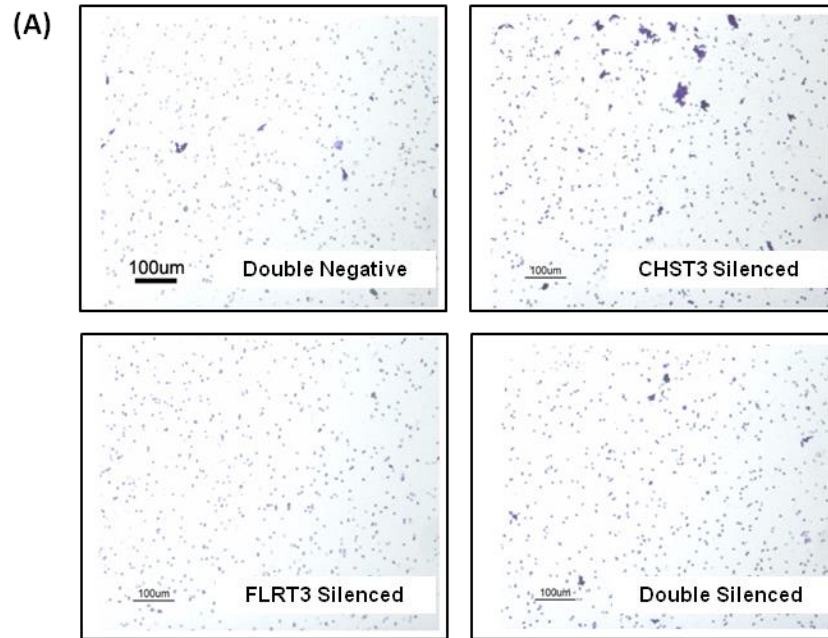 (A)
100um
Double Negative
100um
CHST3 Silenced
100um
FLRT3 Silenced
100um
Double Silenced